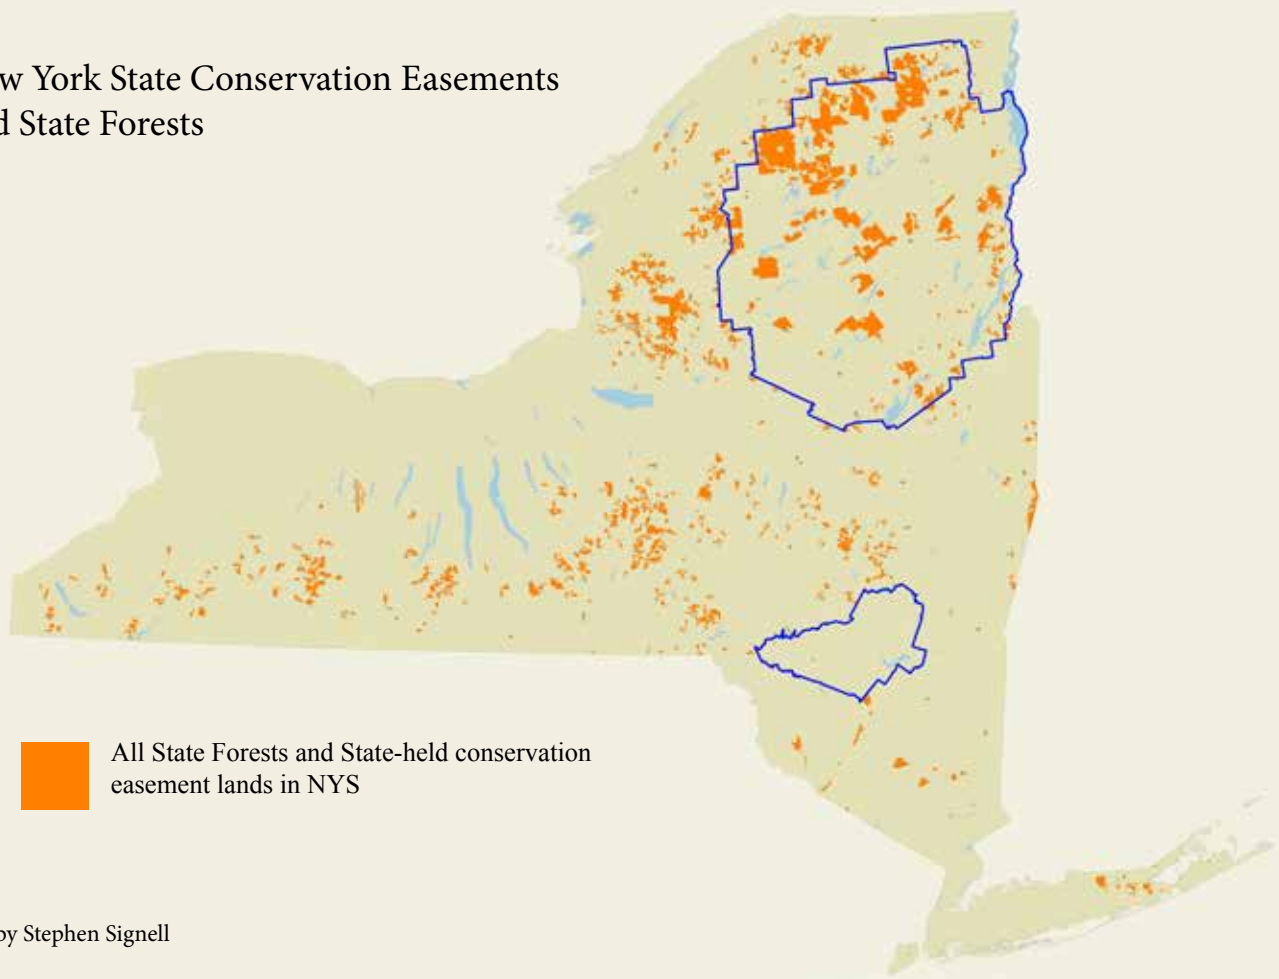 w York State Conservation Easements
d State Forests
All State Forests and State-held conservation
easement lands in NYS
by Stephen Signell